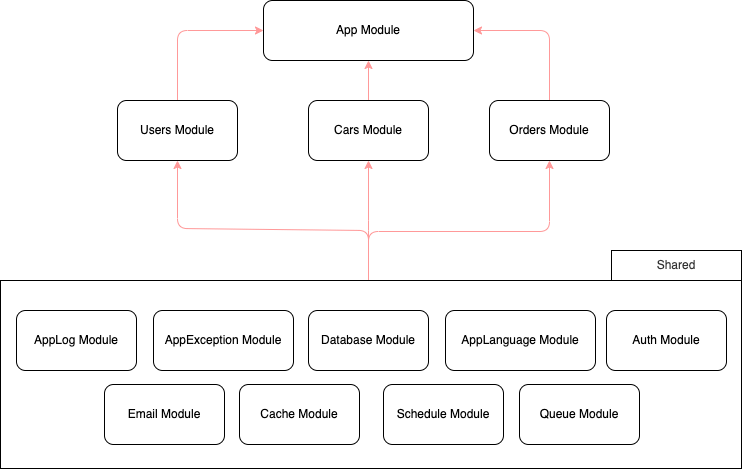 App Module
Users Module
Cars Module
Orders Module
Shared
AppLog Module
AppException Module
Database Module
AppLanguage Module
Auth Module
Email Module
Cache Module
Schedule Module
Queue Module